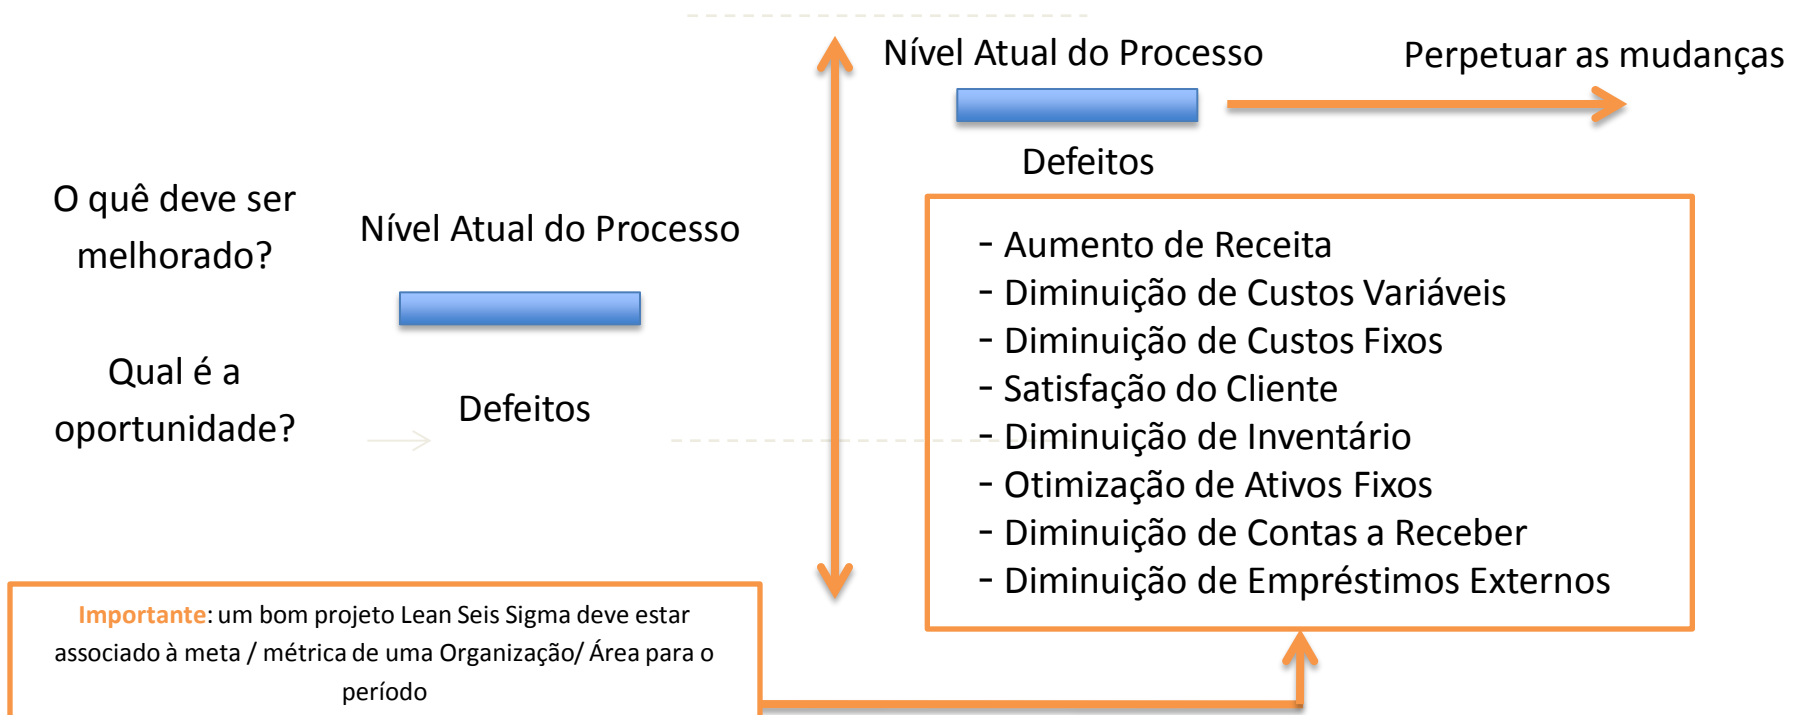 Nível Atual do Processo
Perpetuar as mudanças
Defeitos
O quê deve ser
melhorado?
Nível Atual do Processo
Qual é a
oportunidade?
Defeitos
- Aumento de Receita
- Diminuição de Custos Variáveis
- Diminuição de Custos Fixos
- Satisfação do Cliente
- Diminuição de Inventário
- Otimização de Ativos Fixos
- Diminuição de Contas a Receber
- Diminuição de Empréstimos Externos
Importante: um bom projeto Lean Seis Sigma deve estar
associado à meta / métrica de uma Organização/ Área para o
período